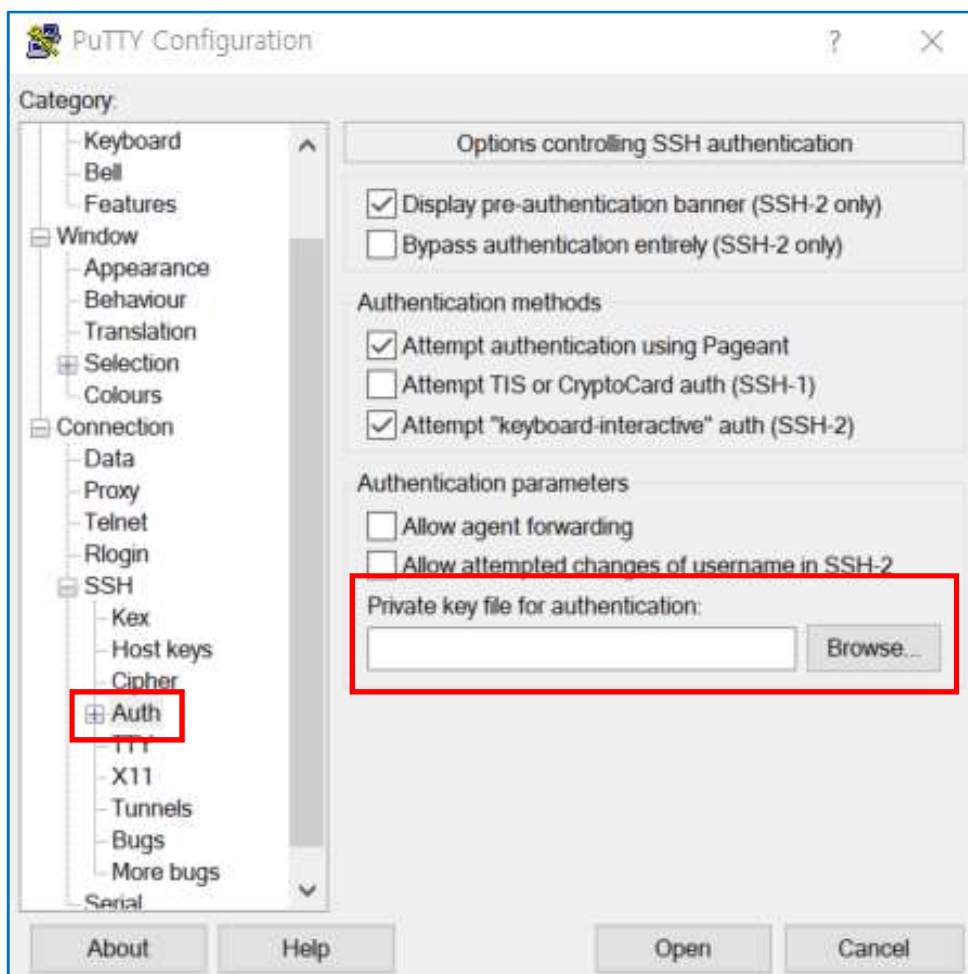 PuTTY Configuration
Category:
Keyboard
Bell
Features
Window
Appearance
Behaviour
Translation
Selection
Colours
Connection
Data
Proxy
Telnet
Rlogin
SSH
Kex
Host keys
Cipher
Auth
TTY
X11
Tunnels
Bugs
More bugs
Serial
Options controlling SSH authentication
Display pre-authentication banner (SSH-2 only)
Bypass authentication entirely (SSH-2 only)
Authentication methods
Attempt authentication using Pageant
Attempt TIS or CryptoCard auth (SSH-1)
Attempt "keyboard-interactive" auth (SSH-2)
Authentication parameters
Allow agent forwarding
Allow attempted changes of username in SSH-2
Private key file for authentication:
Browse...
About
Help
Open
Cancel